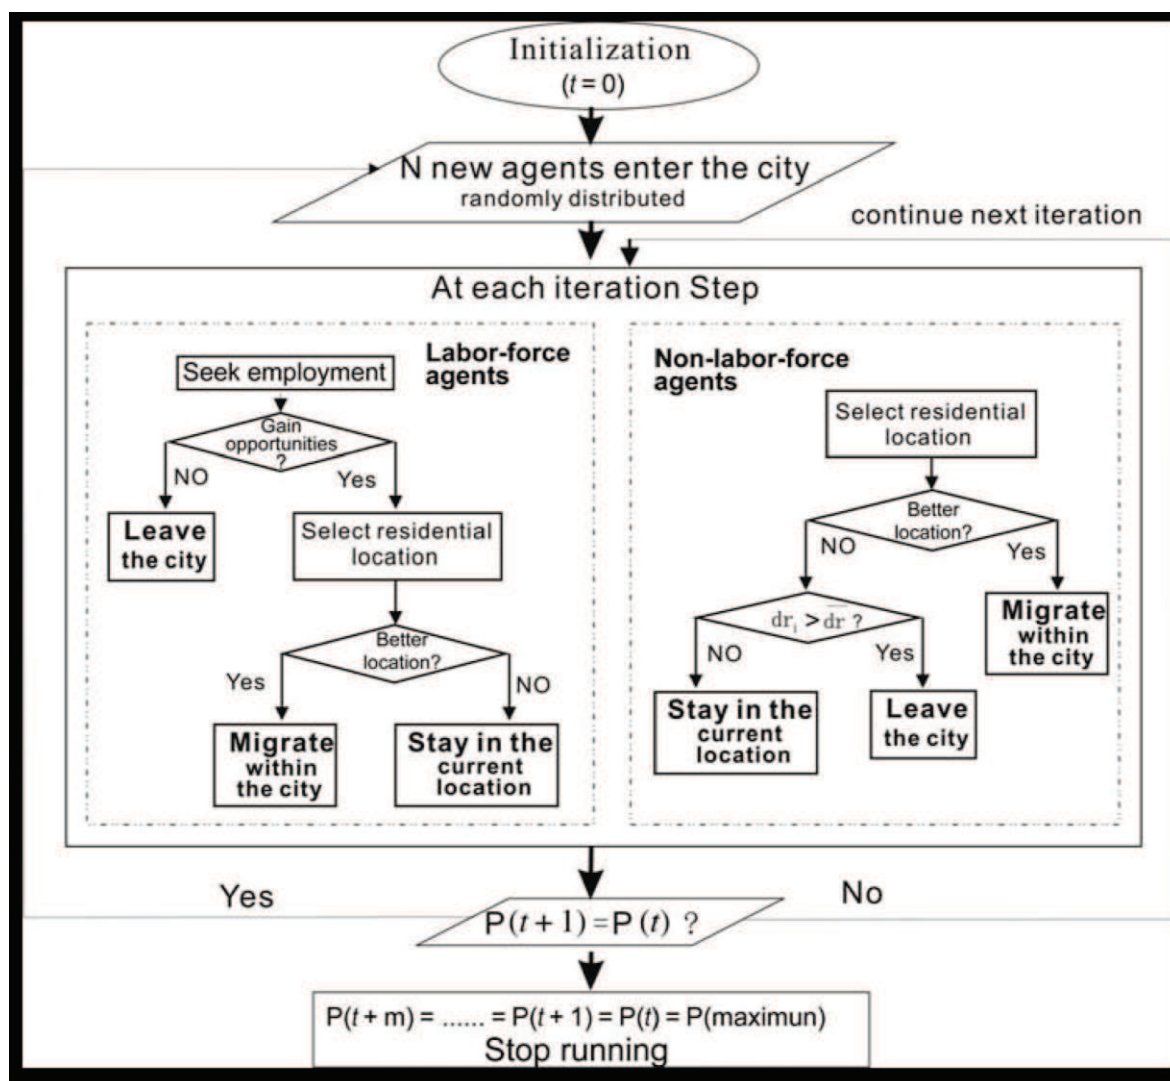 Initialization
(t = 0)
N new agents enter the city
randomly distributed
continue next iteration
At each iteration Step
Labor-force
agents
Seek employment
Gain
opportunities
?
NO
Yes
Leave
the city
Select residential
location
Better
location?
Yes
NO
Migrate
within
the city
Stay in the
current
location
Non-labor-force
agents
Select residential
location
Better
location?
NO
Yes
dr_i > \overline{dr} ?
Migrate
within
the city
NO
Yes
Stay in the
current
location
Leave
the city
Yes
No
P(t + 1) = P(t) ?
P(t + m) = ...... = P(t + 1) = P(t) = P(maximun)
Stop running